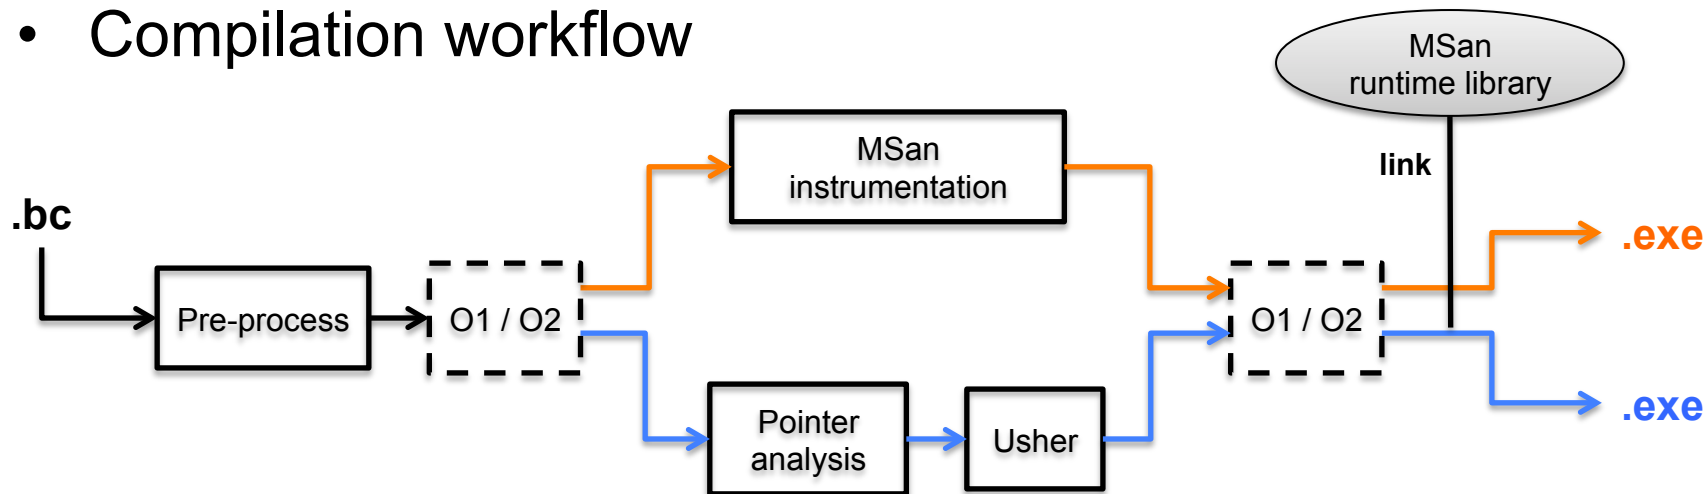 • Compilation workflow
MSan
runtime library
MSan
instrumentation
link
.bc
.exe
Pre-process
O1 / O2
O1 / O2
.exe
Pointer
analysis
Usher